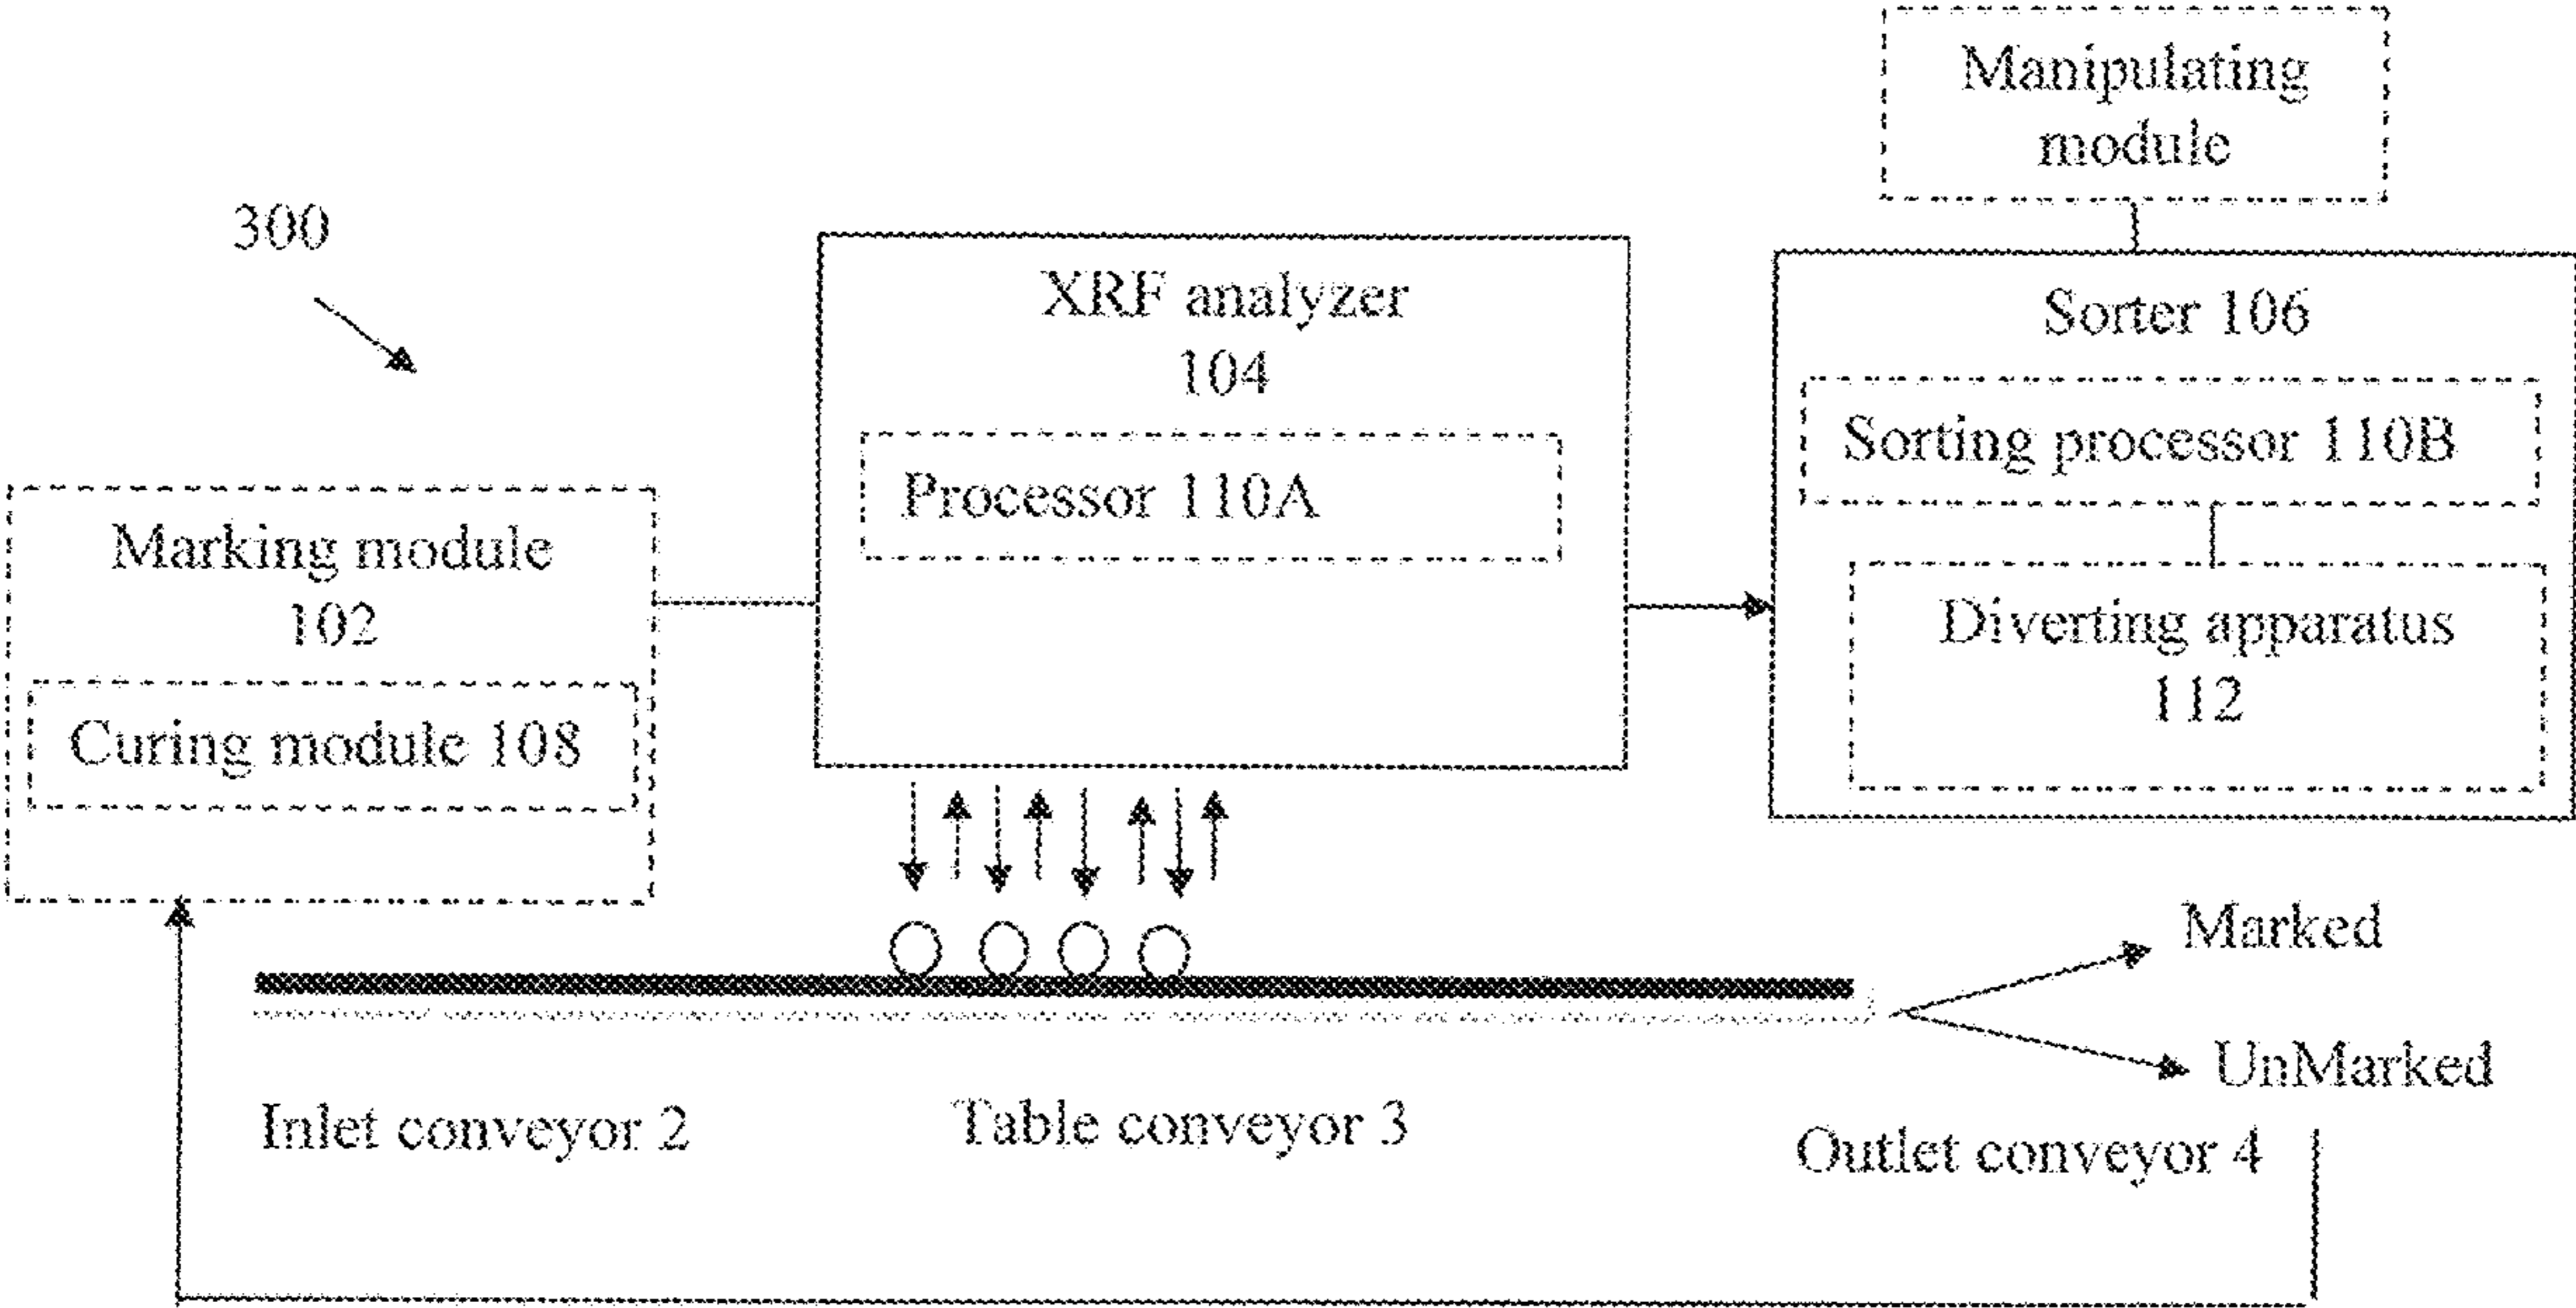 Manipulating
module
300
XRF analyzer
104
Processor 110A
Sorter 106
Sorting processor 110B
Diverting apparatus
112
Marking module
102
Curing module 108
Marked
UnMarked
Inlet conveyor 2
Table conveyor 3
Outlet conveyor 4